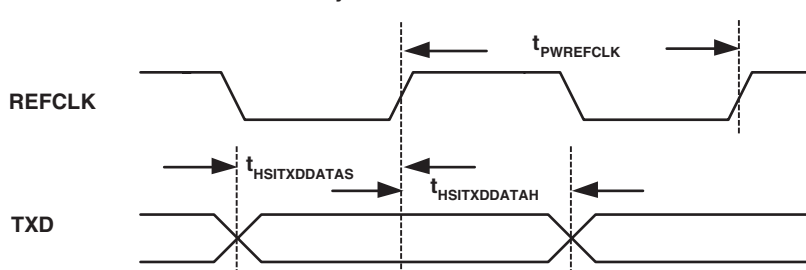 tPWREFCLK
REFCLK
tHSITXDDATAS
tHSITXDDATAH
TXD